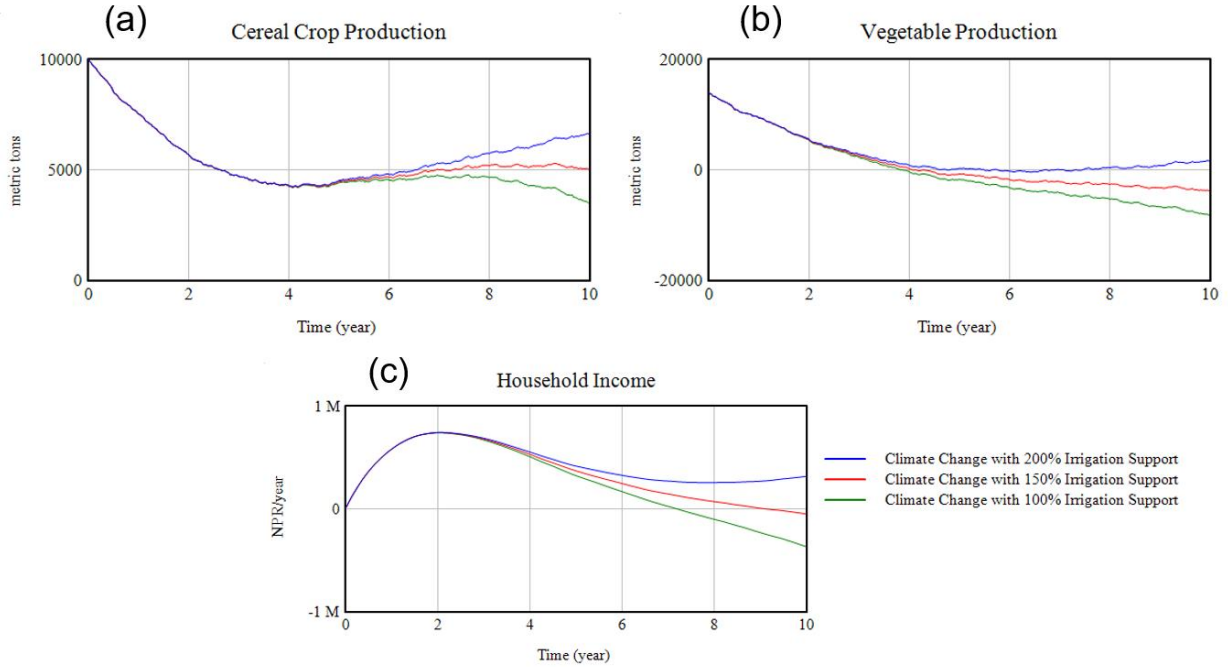 (a)
Cereal Crop Production
10000
5000
0
metric tons
0 2 4 6 8 10
Time (year)
(b)
Vegetable Production
20000
0
-20000
metric tons
0 2 4 6 8 10
Time (year)
(c)
Household Income
1 M
0
-1 M
NPR/year
0 2 4 6 8 10
Time (year)
Climate Change with 200% Irrigation Support
Climate Change with 150% Irrigation Support
Climate Change with 100% Irrigation Support